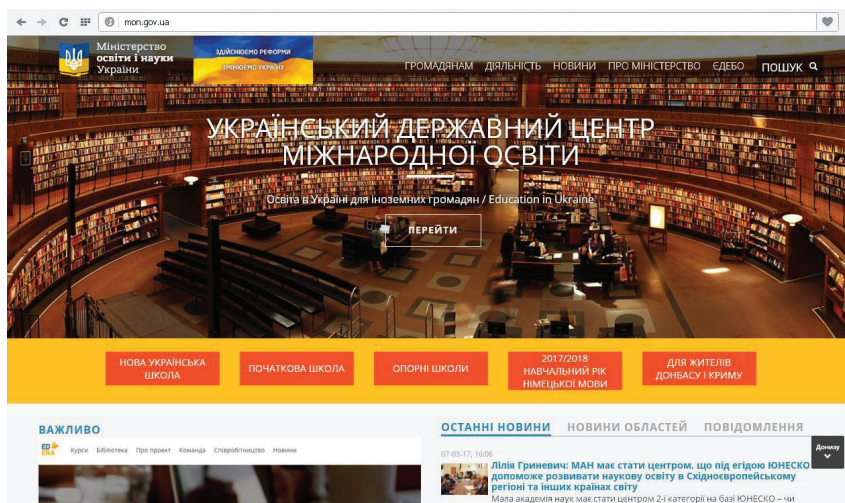 mon.gov.ua
Міністерство
освіти і науки
України
ЗДІЙСНЮЄМО РЕФОРМИ
ЗМІНЮЄМО УКРАЇНУ
ГРОМАДЯНАМ ДІЯЛЬНІСТЬ НОВИНИ ПРО МІНІСТЕРСТВО ЄДЕБО ПОШУК
УКРАЇНСЬКИЙ ДЕРЖАВНИЙ ЦЕНТР
МІЖНАРОДНОЇ ОСВІТИ
Освіта в Україні для іноземних громадян / Education in Ukraine
ПЕРЕЙТИ
НОВА УКРАЇНСЬКА
ШКОЛА
ПОЧАТКОВА ШКОЛА
ОПОРНІ ШКОЛИ
2017/2018
НАВЧАЛЬНИЙ РІК
НІМЕЦЬКОЇ МОВИ
ДЛЯ ЖИТЕЛІВ
ДОНБАСУ І КРИМУ
ВАЖЛИВО
ED
ERA
Курси Бібліотека Про проект Команда Співробітництво Новини
ОСТАННІ НОВИНИ НОВИНИ ОБЛАСТЕЙ ПОВІДОМЛЕННЯ
Донизу
07-03-17, 16:06
Лілія Гриневич: МАН має стати центром, що під егідою ЮНЕСКО
допоможе розвивати наукову освіту в Східноєвропейському
регіоні та інших країнах світу
Мала академія наук має стати центром 2-ї категорії на базі ЮНЕСКО – чи